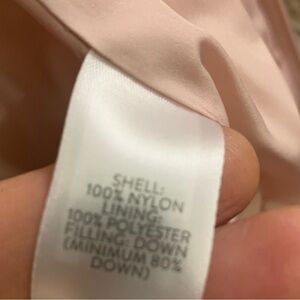 SHELL:
100% NYLON
LINING:
100% POLYESTER
FILLING: DOWN
(MINIMUM 80%
DOWN)